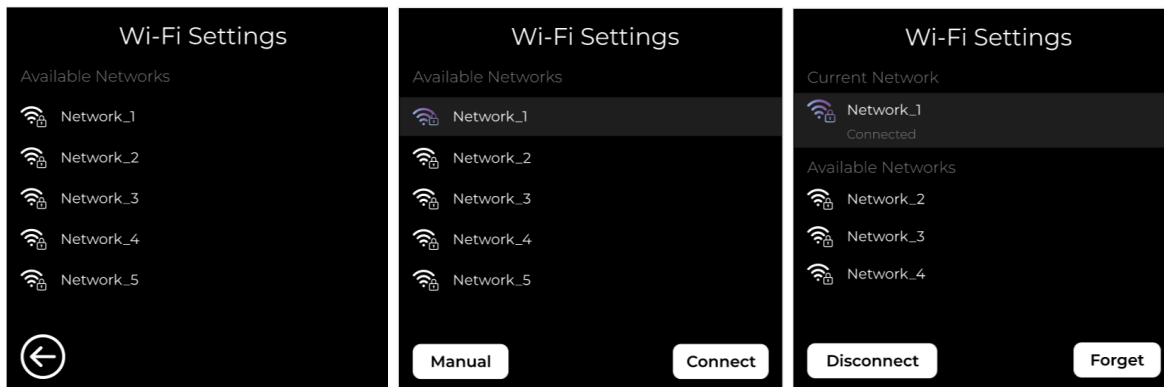 Wi-Fi Settings
Available Networks
Network_1
Network_2
Network_3
Network_4
Network_5
Wi-Fi Settings
Available Networks
Network_1
Network_2
Network_3
Network_4
Network_5
Manual
Connect
Wi-Fi Settings
Current Network
Network_1
Connected
Available Networks
Network_2
Network_3
Network_4
Disconnect
Forget